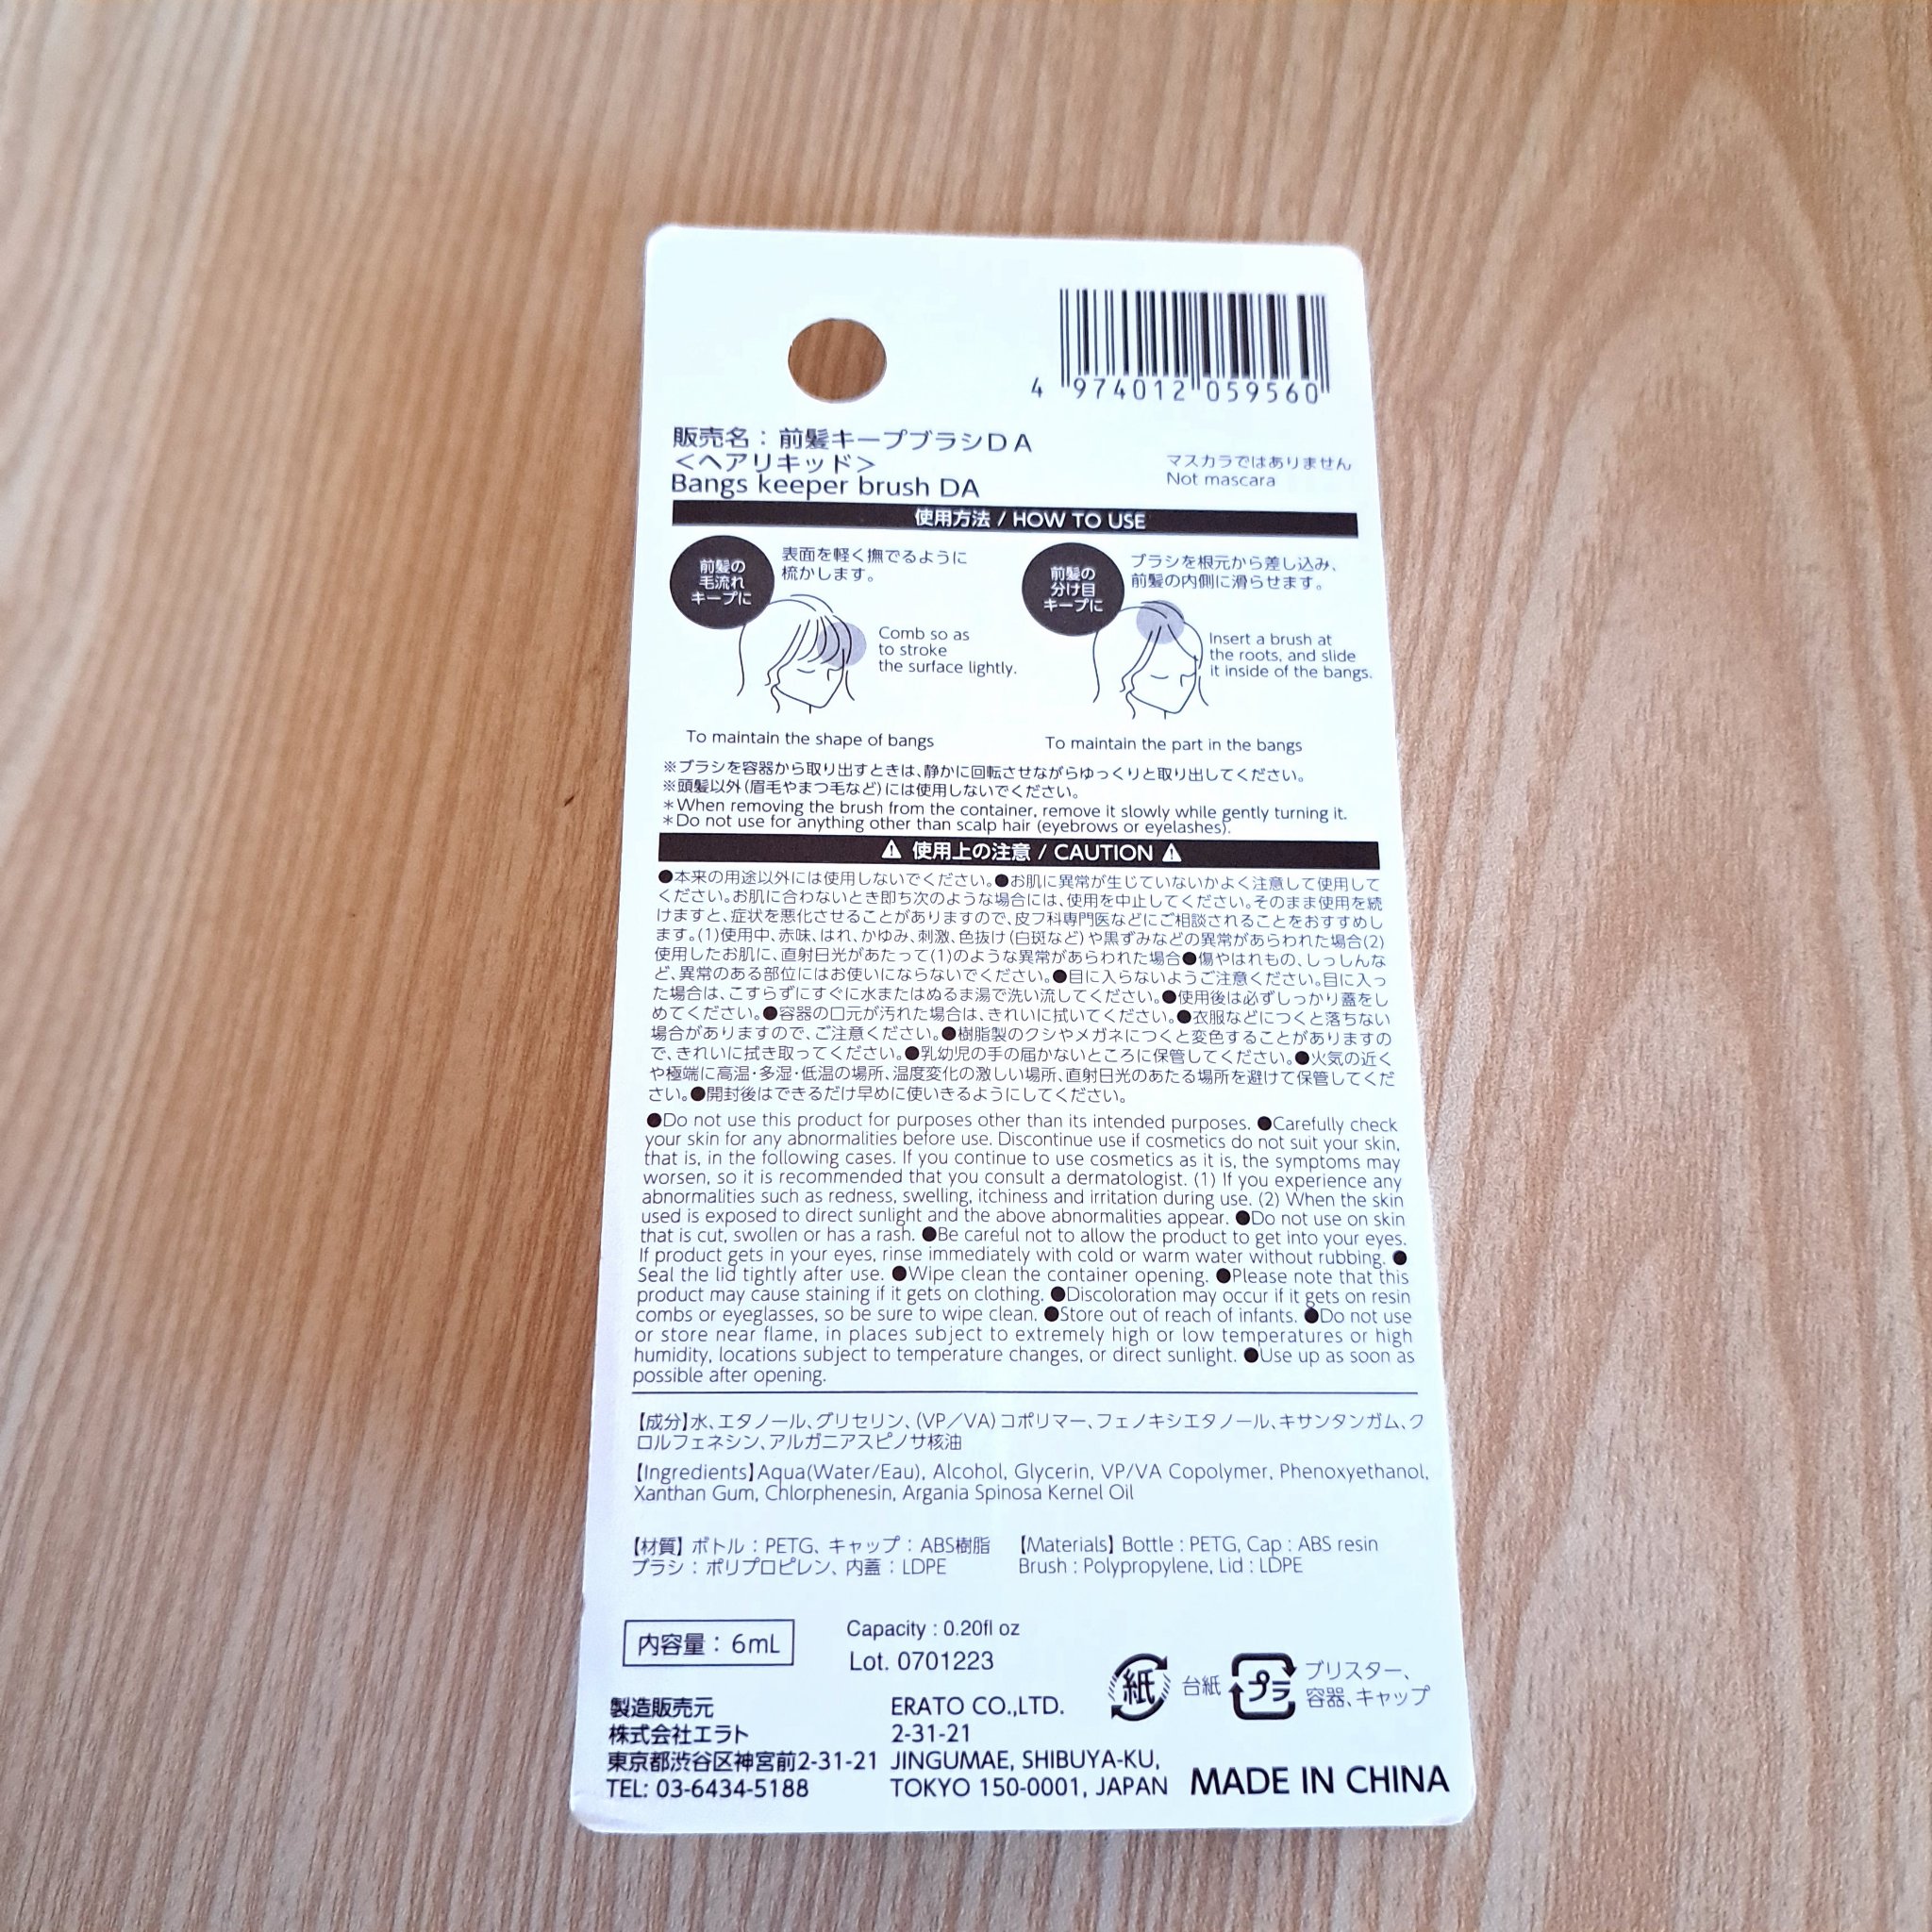 4 974012 059560
販売名：前髪キープブラシＤＡ
＜ヘアリキッド＞
Bangs keeper brush DA
マスカラではありません
Not mascara
使用方法 / HOW TO USE
前髪の
毛流れ
キープに
表面を軽く撫でるように
梳かします。
Comb so as
to stroke
the surface lightly.
To maintain the shape of bangs
前髪の
分け目
キープに
ブラシを根元から差し込み、
前髪の内側に滑らせます。
Insert a brush at
the roots, and slide
it inside of the bangs.
To maintain the part in the bangs
※ブラシを容器から取り出すときは、静かに回転させながらゆっくりと取り出してください。
※頭髪以外（眉毛やまつ毛など）には使用しないでください。
＊When removing the brush from the container, remove it slowly while gently turning it.
＊Do not use for anything other than scalp hair (eyebrows or eyelashes).
⚠ 使用上の注意 / CAUTION ⚠
●本来の用途以外には使用しないでください。●お肌に異常が生じていないかよく注意して使用して
ください。お肌に合わないとき即ち次のような場合には、使用を中止してください。そのまま使用を続
けますと、症状を悪化させることがありますので、皮フ科専門医などにご相談されることをおすすめし
ます。(1)使用中、赤味、はれ、かゆみ、刺激、色抜け（白斑など）や黒ずみなどの異常があらわれた場合(2)
使用したお肌に、直射日光があたって(1)のような異常があらわれた場合●傷やはれもの、しっしんな
ど、異常のある部位にはお使いにならないでください。●目に入らないようご注意ください。目に入っ
た場合は、こすらずにすぐに水またはぬるま湯で洗い流してください。●使用後は必ずしっかり蓋をし
めてください。●容器の口元が汚れた場合は、きれいに拭いてください。●衣服などにつくと落ちない
場合がありますので、ご注意ください。●樹脂製のクシやメガネにつくと変色することがありますの
で、きれいに拭き取ってください。●乳幼児の手の届かないところに保管してください。●火気の近く
や極端に高温・多湿・低温の場所、温度変化の激しい場所、直射日光のあたる場所を避けて保管してくだ
さい。●開封後はできるだけ早めに使いきるようにしてください。
●Do not use this product for purposes other than its intended purposes. ●Carefully check
your skin for any abnormalities before use. Discontinue use if cosmetics do not suit your skin,
that is, in the following cases. If you continue to use cosmetics as it is, the symptoms may
worsen, so it is recommended that you consult a dermatologist. (1) If you experience any
abnormalities such as redness, swelling, itchiness and irritation during use. (2) When the skin
used is exposed to direct sunlight and the above abnormalities appear. ●Do not use on skin
that is cut, swollen or has a rash. ●Be careful not to allow the product to get into your eyes.
If product gets in your eyes, rinse immediately with cold or warm water without rubbing. ●
Seal the lid tightly after use. ●Wipe clean the container opening. ●Please note that this
product may cause staining if it gets on clothing. ●Discoloration may occur if it gets on resin
combs or eyeglasses, so be sure to wipe clean. ●Store out of reach of infants. ●Do not use
or store near flame, in places subject to extremely high or low temperatures or high
humidity, locations subject to temperature changes, or direct sunlight. ●Use up as soon as
possible after opening.
【成分】水、エタノール、グリセリン、（VP／VA）コポリマー、フェノキシエタノール、キサンタンガム、ク
ロルフェネシン、アルガニアスピノサ核油
【Ingredients】Aqua(Water/Eau), Alcohol, Glycerin, VP/VA Copolymer, Phenoxyethanol,
Xanthan Gum, Chlorphenesin, Argania Spinosa Kernel Oil
【材質】ボトル：PETG、キャップ：ABS樹脂
ブラシ：ポリプロピレン、内蓋：LDPE
【Materials】Bottle : PETG, Cap : ABS resin
Brush : Polypropylene, Lid : LDPE
内容量：6mL
Capacity : 0.20fl oz
Lot. 0701223
紙 台紙
プラ ブリスター、
容器、キャップ
製造販売元
株式会社エラト
東京都渋谷区神宮前2-31-21
TEL: 03-6434-5188
ERATO CO.,LTD.
2-31-21
JINGUMAE, SHIBUYA-KU,
TOKYO 150-0001, JAPAN
MADE IN CHINA